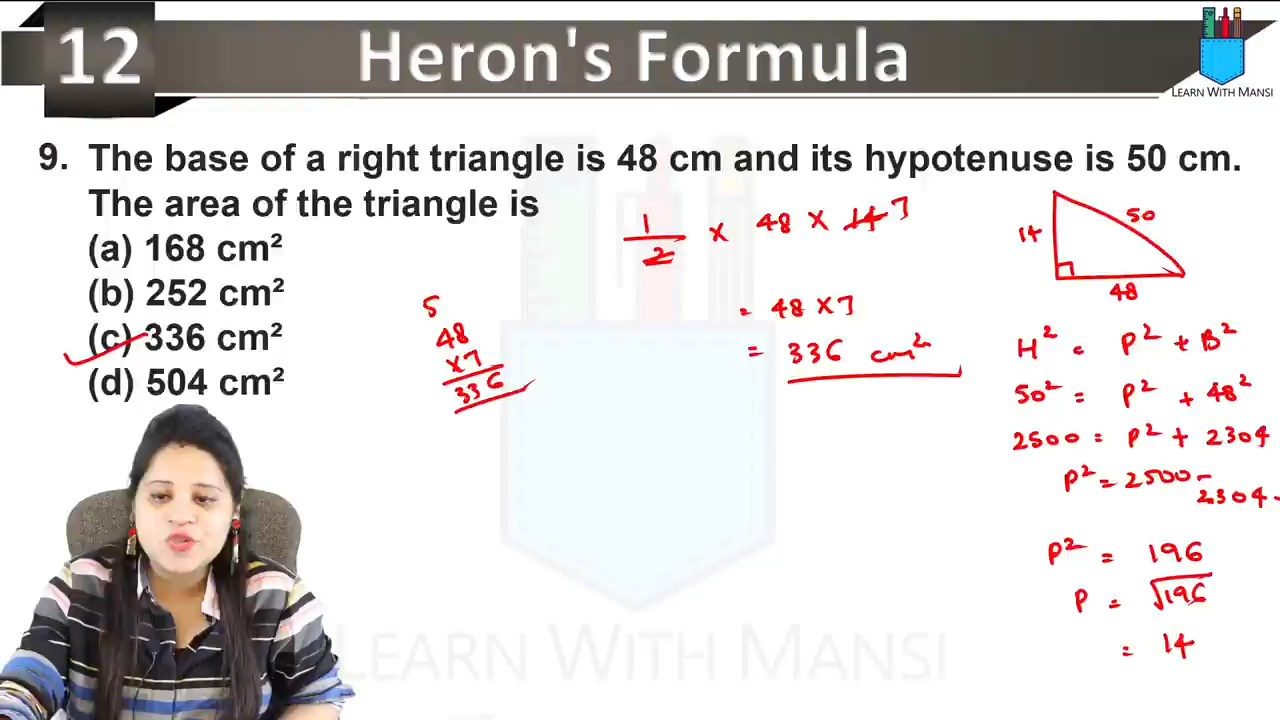 12 Heron's Formula
LEARN WITH MANSI
9. The base of a right triangle is 48 cm and its hypotenuse is 50 cm.
The area of the triangle is
(a) 168 cm²
(b) 252 cm²
(c) 336 cm²
(d) 504 cm²
1/2 × 48 × 14 7
= 48 × 7
= 336 cm²
5
48
×7
336
14
50
48
H² = P² + B²
50² = P² + 48²
2500 = P² + 2304
P² = 2500 -
2304
P² = 196
P = √196
= 14
LEARN WITH MANSI